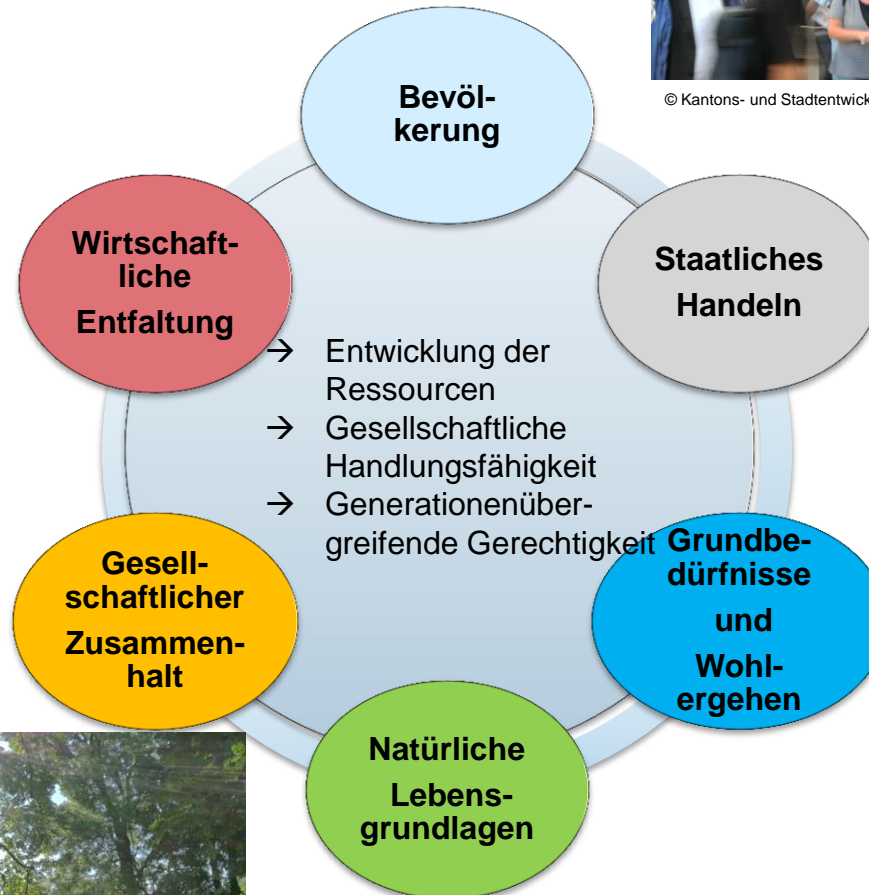 © Kantons- und Stadtentwick
Bevöl-
kerung
Wirtschaft-
liche
Entfaltung
Staatliches
Handeln
→ Entwicklung der
Ressourcen
→ Gesellschaftliche
Handlungsfähigkeit
→ Generationenüber-
greifende Gerechtigkeit
Gesell-
schaftlicher
Zusammen-
halt
Grundbe-
dürfnisse
und
Wohl-
ergehen
Natürliche
Lebens-
grundlagen